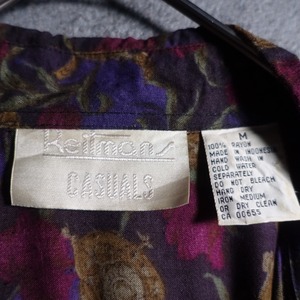 Reitmans
CASUALS
M
100% RAYON
MADE IN INDONESIA
HAND WASH IN
COLD WATER
SEPARATELY
DO NOT BLEACH
HANG DRY
IRON MEDIUM
OR DRY CLEAN
CA 00655